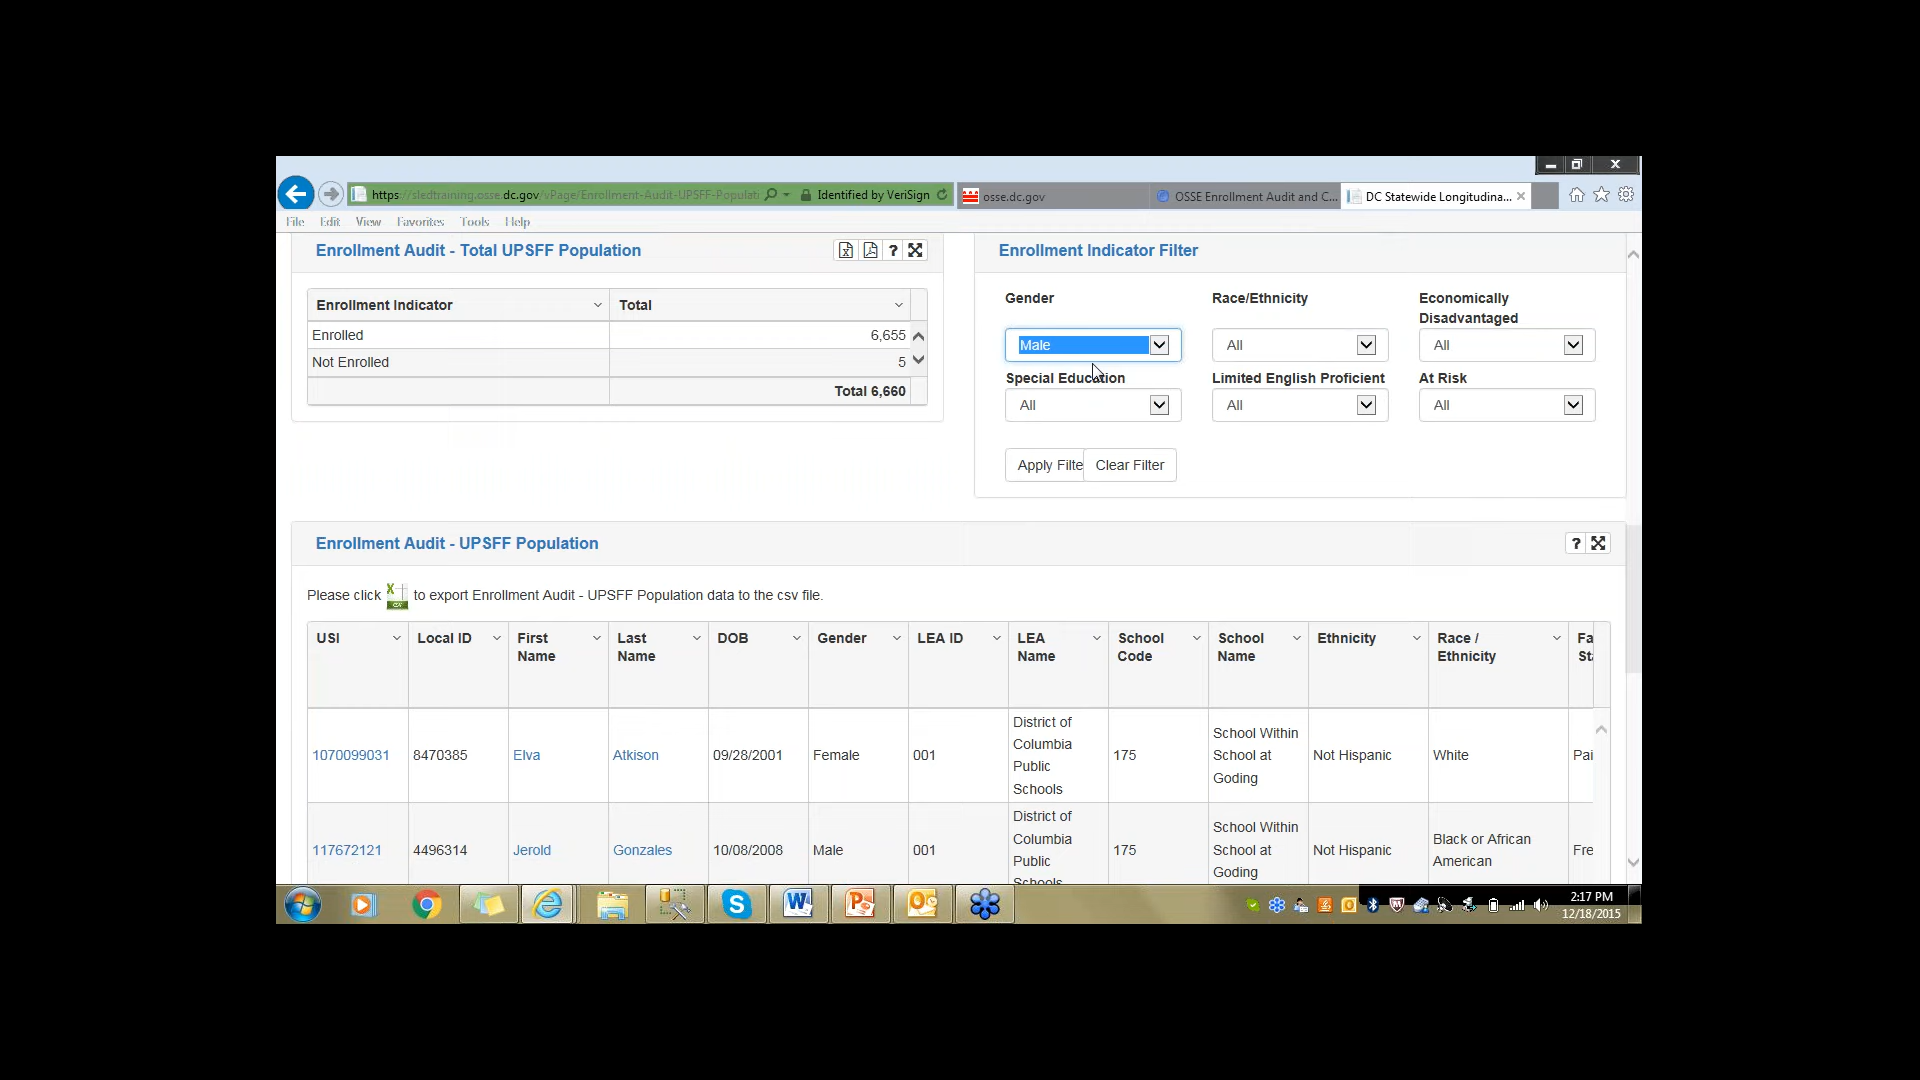 https://sledtraining.osse.dc.gov/vPage/Enrollment-Audit-UPSFF-Populati
Identified by VeriSign
osse.dc.gov
OSSE Enrollment Audit and C...
DC Statewide Longitudina...
File Edit View Favorites Tools Help
Enrollment Audit - Total UPSFF Population
?
Enrollment Indicator Total
Enrolled 6,655
Not Enrolled 5
Total 6,660
Enrollment Indicator Filter
Gender Race/Ethnicity Economically
Disadvantaged
Male All All
Special Education Limited English Proficient At Risk
All All All
Apply Filte Clear Filter
Enrollment Audit - UPSFF Population
?
Please click to export Enrollment Audit - UPSFF Population data to the csv file.
USI Local ID First Last DOB Gender LEA ID LEA School School Ethnicity Race / Fa
Name Name Name Code Name Ethnicity Sta
District of
Columbia
Public
Schools
School Within
School at
Goding
1070099031 8470385 Elva Atkison 09/28/2001 Female 001 175 Not Hispanic White Pai
District of
Columbia
Public
Schools
School Within
School at
Goding
Black or African
American
117672121 4496314 Jerold Gonzales 10/08/2008 Male 001 175 Not Hispanic Fre
2:17 PM
12/18/2015